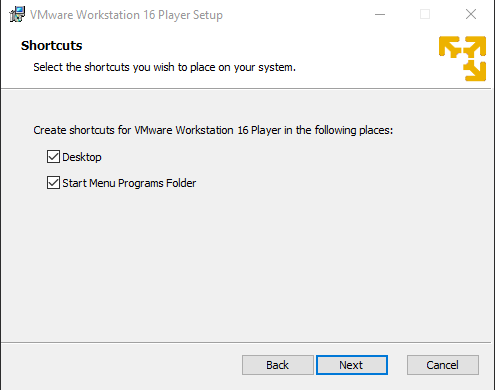 VMware Workstation 16 Player Setup
Shortcuts
Select the shortcuts you wish to place on your system.
Create shortcuts for VMware Workstation 16 Player in the following places:
Desktop
Start Menu Programs Folder
Back
Next
Cancel